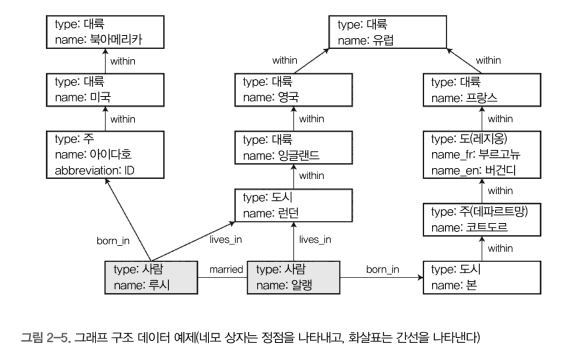 type: 대륙
name: 북아메리카
type: 대륙
name: 유럽
within
within
within
type: 대륙
name: 미국
type: 대륙
name: 영국
type: 대륙
name: 프랑스
within
within
within
type: 주
name: 아이다호
abbreviation: ID
type: 대륙
name: 잉글랜드
type: 도(레지옹)
name_fr: 부르고뉴
name_en: 버건디
within
within
type: 도시
name: 런던
type: 주(데파르트망)
name: 코트도르
born_in
lives_in
lives_in
within
type: 사람
name: 루시
married
type: 사람
name: 알랭
born_in
type: 도시
name: 본
그림 2-5. 그래프 구조 데이터 예제(네모 상자는 정점을 나타내고, 화살표는 간선을 나타낸다)